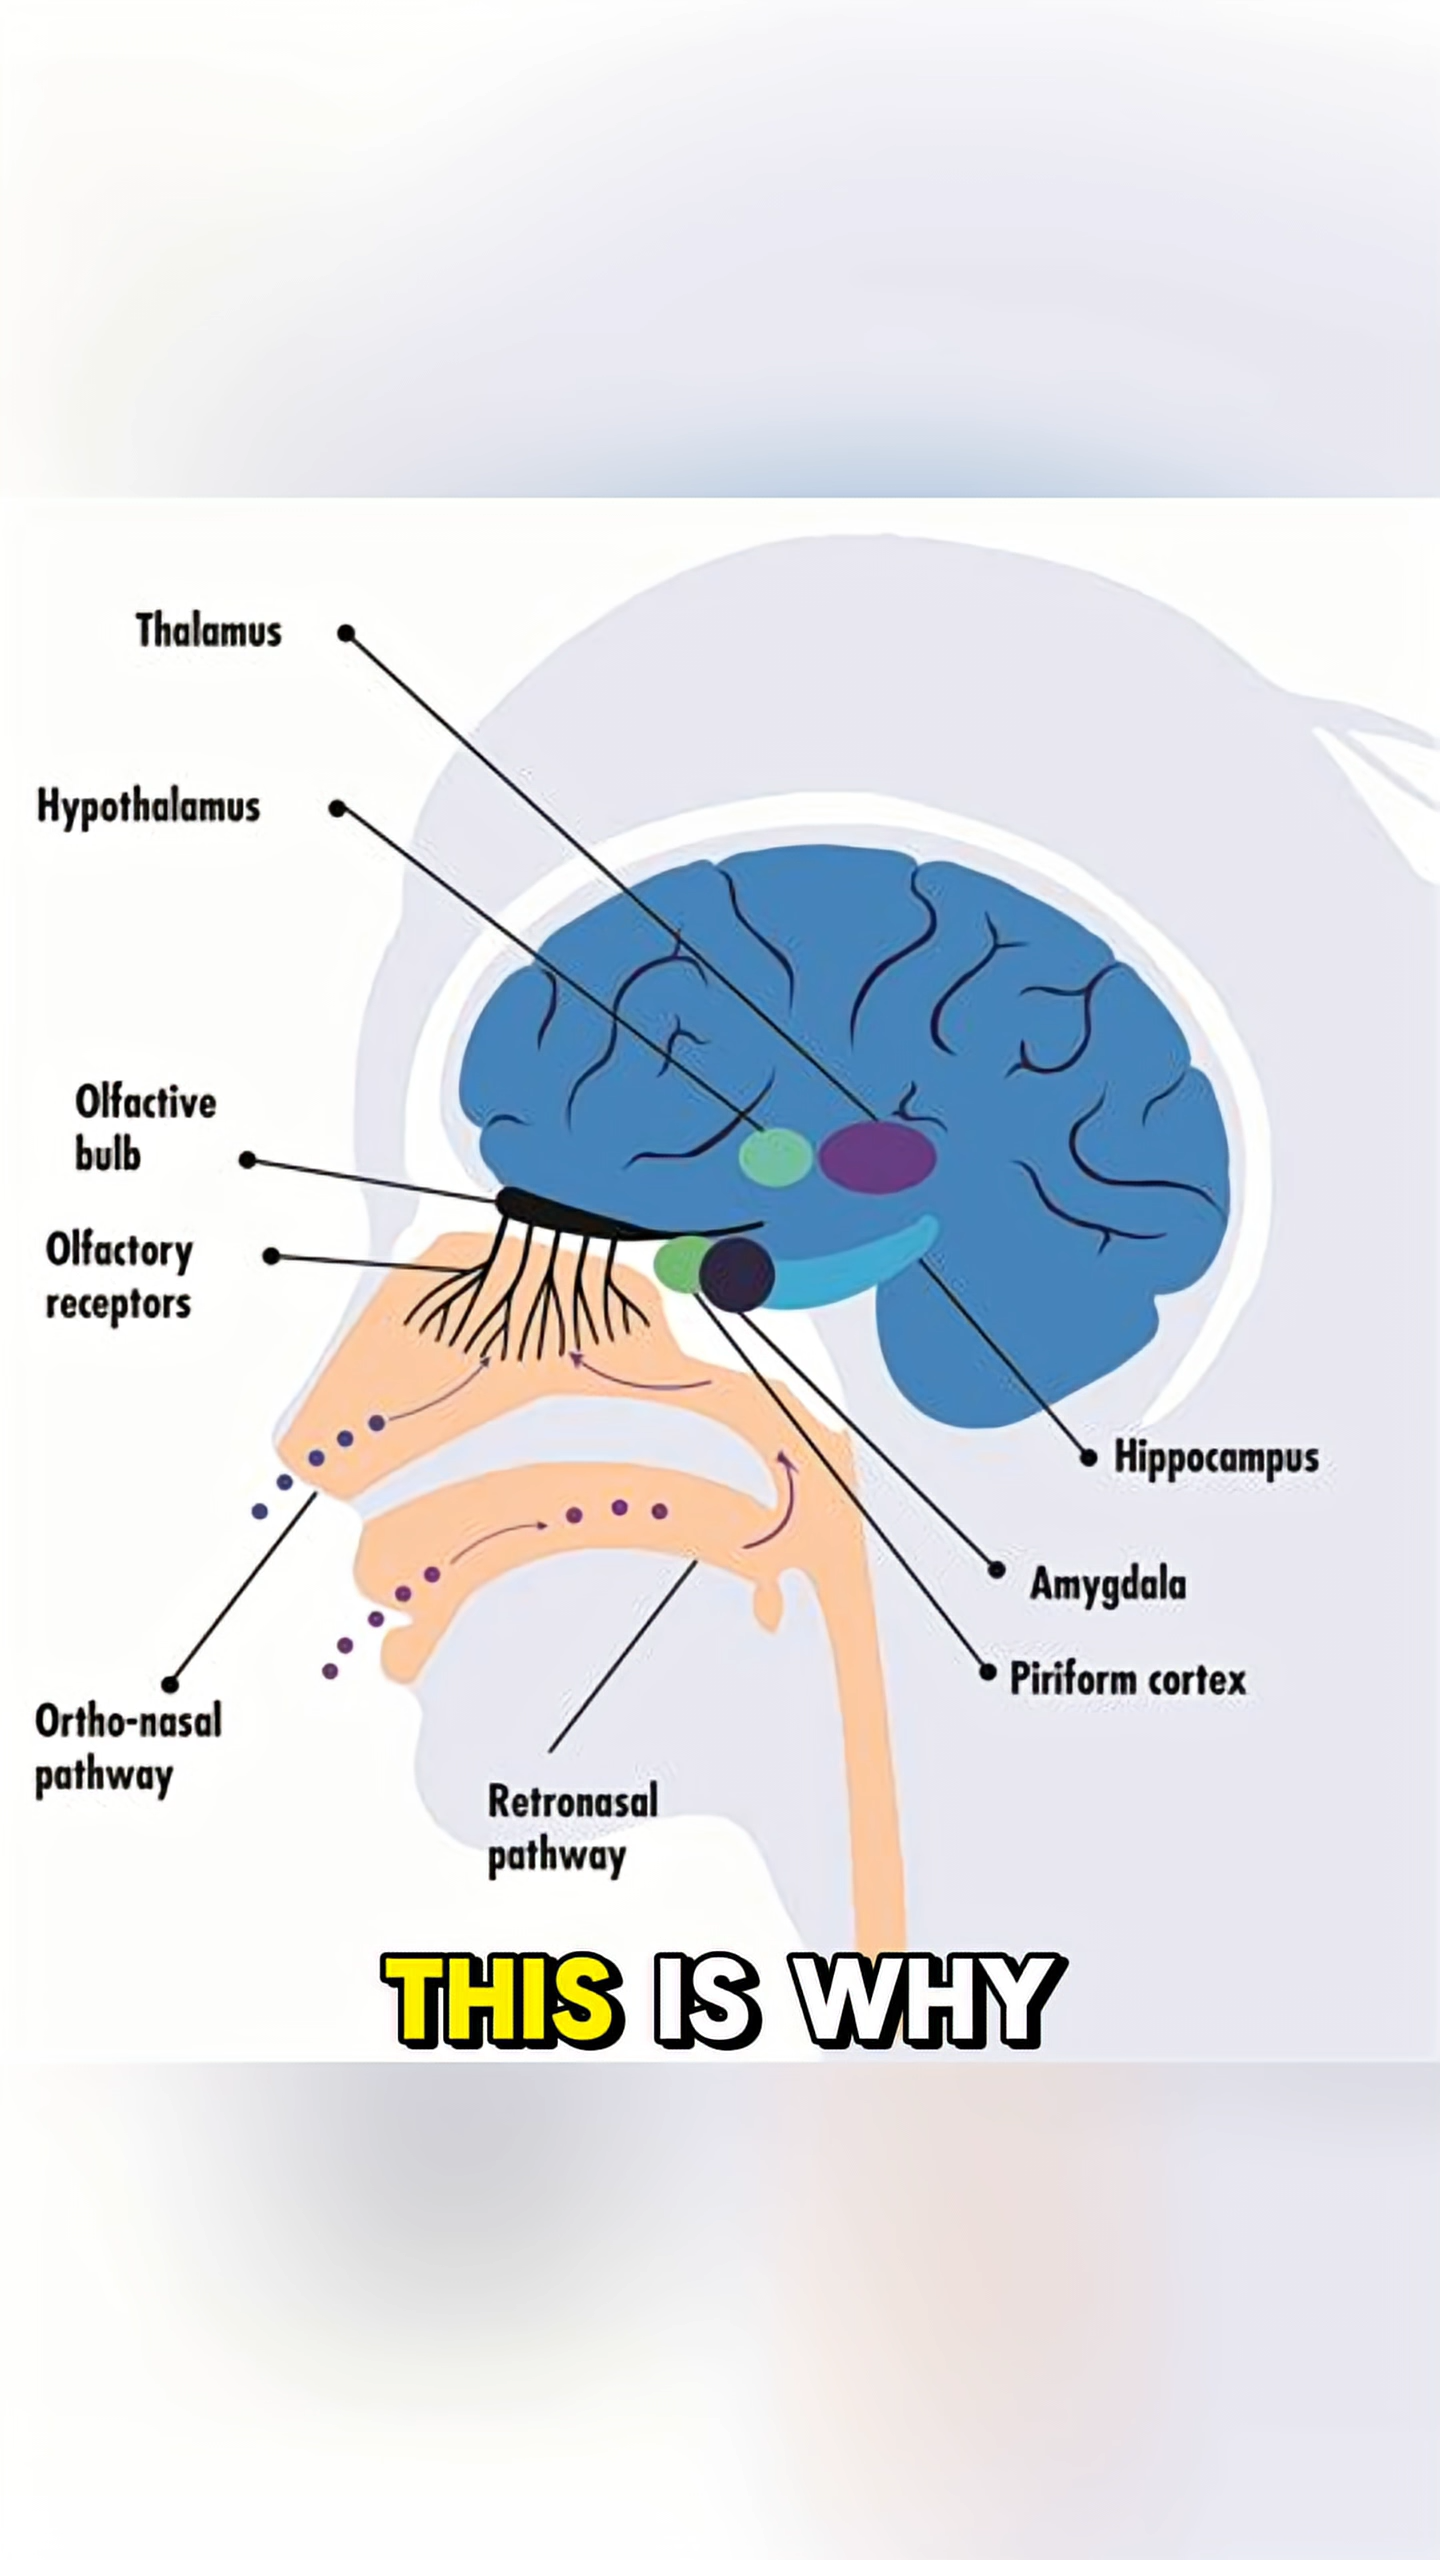 Thalamus
Hypothalamus
Olfactive
bulb
Olfactory
receptors
Hippocampus
Amygdala
Piriform cortex
Ortho-nasal
pathway
Retronasal
pathway
THIS IS WHY